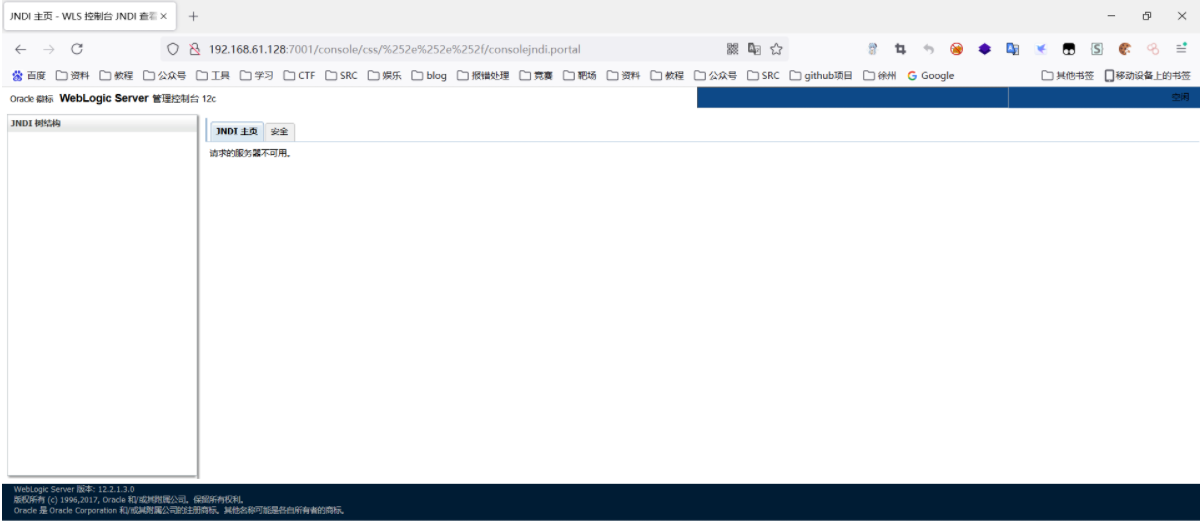 JNDI 主页 - WLS 控制台 JNDI 查看
192.168.61.128:7001/console/css/%252e%252e%252f/consolejndi.portal
百度 资料 教程 公众号 工具 学习 CTF SRC 娱乐 blog 报错处理 竞赛 靶场 资料 教程 公众号 SRC github项目 徐州 Google 其他书签 移动设备上的书签
Oracle 徽标 WebLogic Server 管理控制台 12c
空闲
JNDI 树结构
JNDI 主页 安全
请求的服务器不可用。
WebLogic Server 版本: 12.2.1.3.0
版权所有 (c) 1996,2017, Oracle 和/或其附属公司。保留所有权利。
Oracle 是 Oracle Corporation 和/或其附属公司的注册商标。其他名称可能是各自所有者的商标。